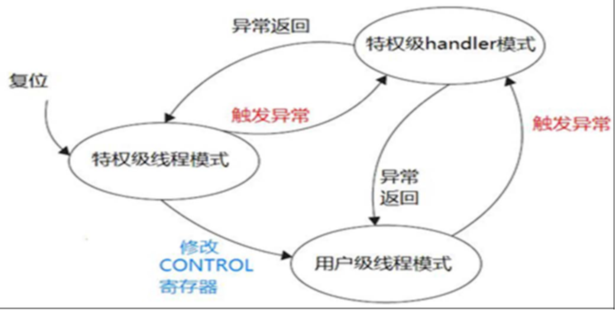 异常返回
特权级handler模式
复位
触发异常
触发异常
特权级线程模式
异常
返回
修改
CONTROL
寄存器
用户级线程模式